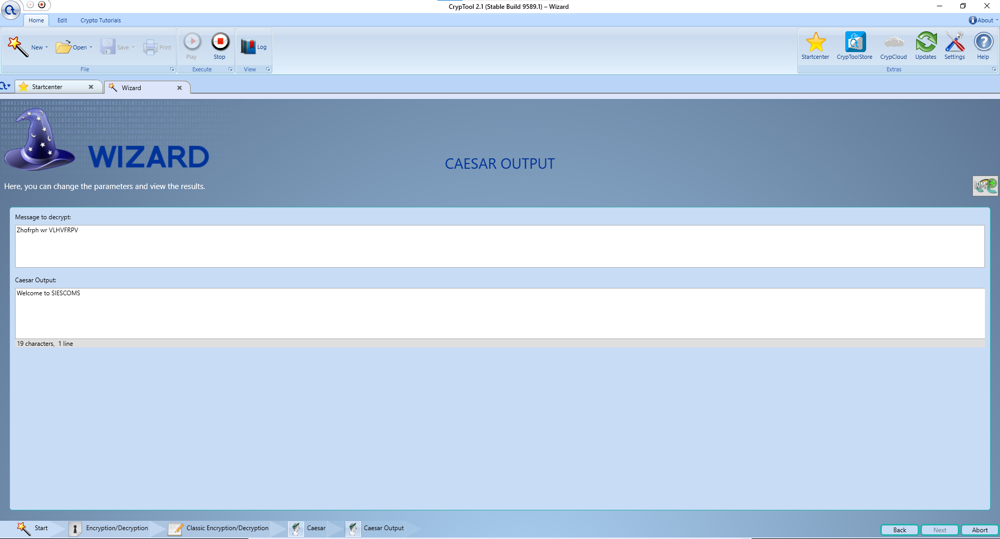 CrypTool 2.1 (Stable Build 9589.1) – Wizard
Home Edit Crypto Tutorials About
New Open Save Print Play Stop Log Startcenter CrypToolStore CrypCloud Updates Settings Help
File Execute View Extras
Startcenter Wizard
WIZARD
CAESAR OUTPUT
Here, you can change the parameters and view the results.
Message to decrypt:
Zhofrph wr VLHVFRPV
Caesar Output:
Welcome to SIESCOMS
19 characters, 1 line
Start Encryption/Decryption Classic Encryption/Decryption Caesar Caesar Output Back Next Abort